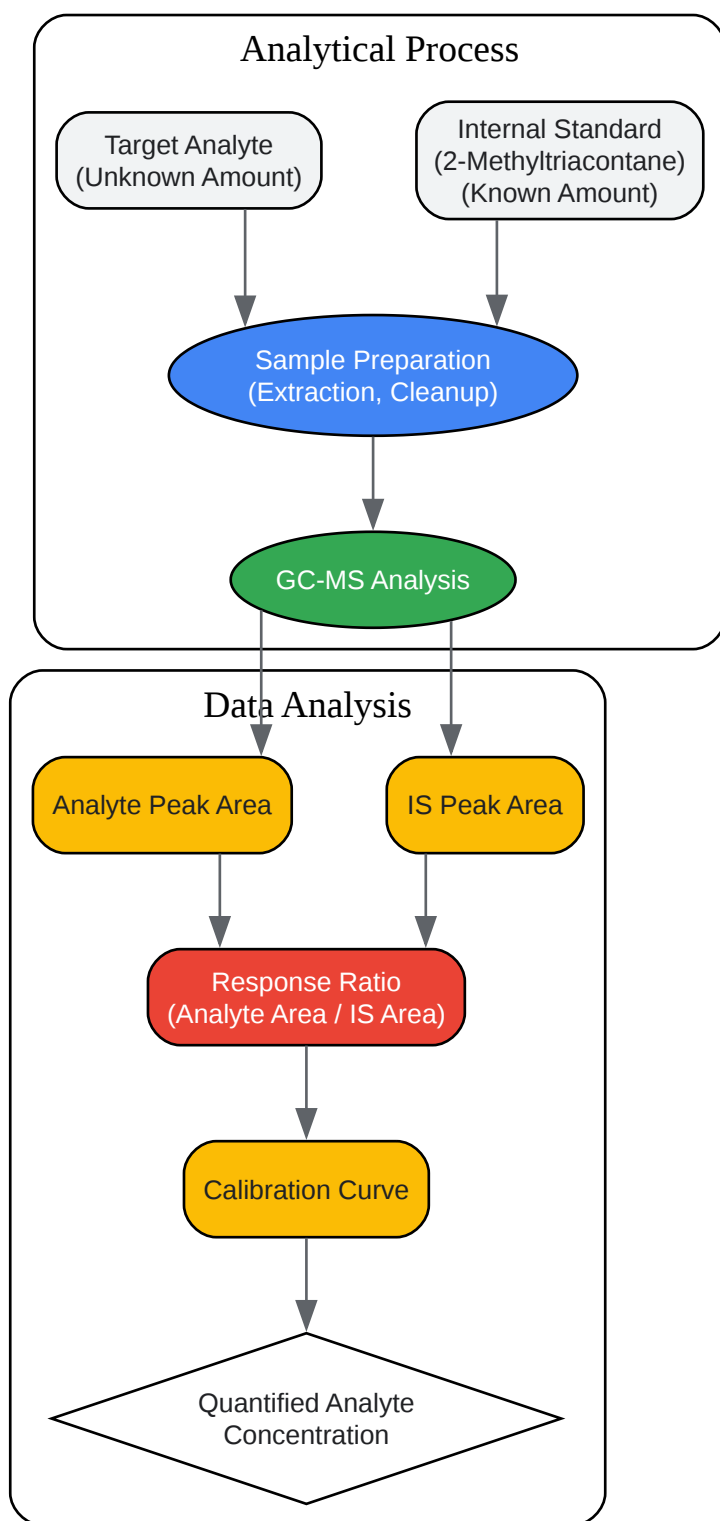 Analytical Process
Target Analyte
(Unknown Amount)
Internal Standard
(2-Methyltriacontane)
(Known Amount)
Sample Preparation
(Extraction, Cleanup)
GC-MS Analysis
Data Analysis
Analyte Peak Area
IS Peak Area
Response Ratio
(Analyte Area / IS Area)
Calibration Curve
Quantified Analyte
Concentration